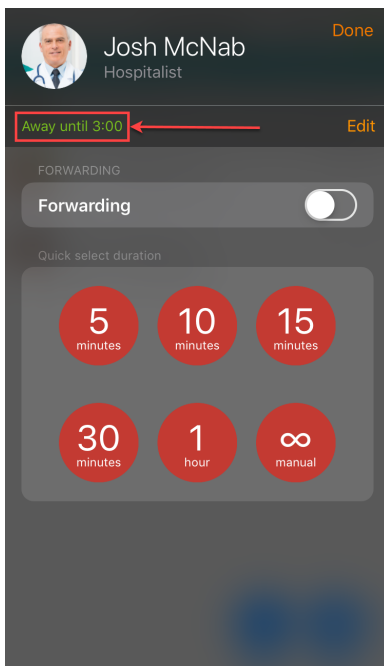 Done
Josh McNab
Hospitalist
Away until 3:00
Edit
FORWARDING
Forwarding
Quick select duration
5
minutes
10
minutes
15
minutes
30
minutes
1
hour
∞
manual